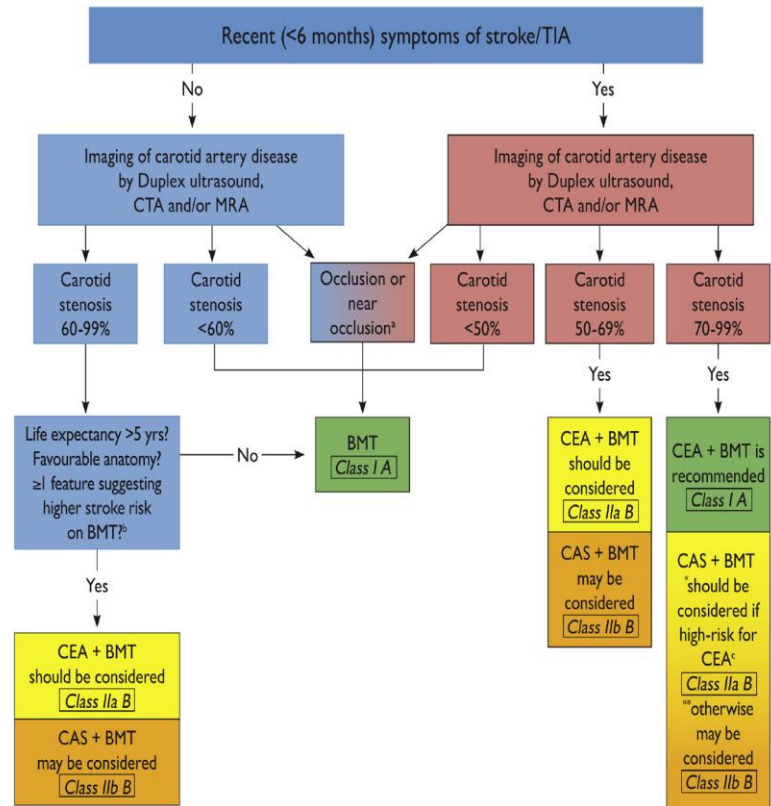 Recent (<6 months) symptoms of stroke/TIA
No
Yes
Imaging of carotid artery disease
by Duplex ultrasound,
CTA and/or MRA
Imaging of carotid artery disease
by Duplex ultrasound,
CTA and/or MRA
Carotid
stenosis
60-99%
Carotid
stenosis
<60%
Occlusion or
near
occlusionᵃ
Carotid
stenosis
<50%
Carotid
stenosis
50-69%
Carotid
stenosis
70-99%
Yes
Yes
Life expectancy >5 yrs?
Favourable anatomy?
≥1 feature suggesting
higher stroke risk
on BMT?ᵇ
No
BMT
Class I A
CEA + BMT
should be
considered
Class IIa B
CAS + BMT
may be
considered
Class IIb B
CEA + BMT is
recommended
Class I A
CAS + BMT
*should be
considered if
high-risk for
CEAᶜ
Class IIa B
**otherwise
may be
considered
Class IIb B
Yes
CEA + BMT
should be considered
Class IIa B
CAS + BMT
may be considered
Class IIb B